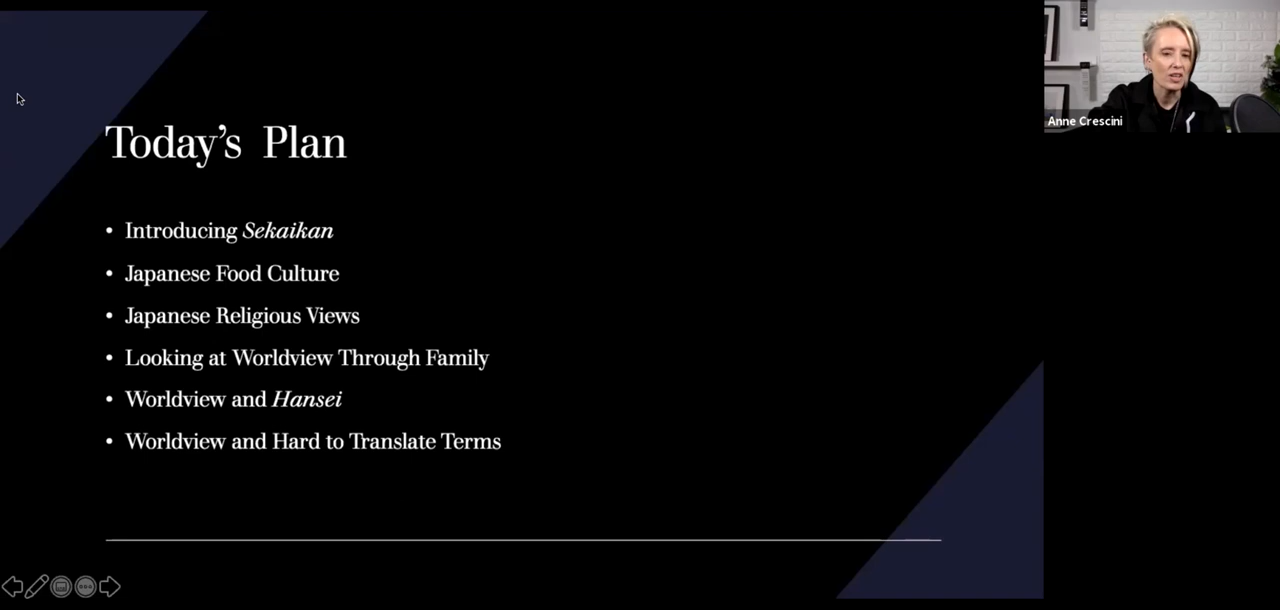 Today's Plan
• Introducing Sekaikan
• Japanese Food Culture
• Japanese Religious Views
• Looking at Worldview Through Family
• Worldview and Hansei
• Worldview and Hard to Translate Terms
Anne Crescini